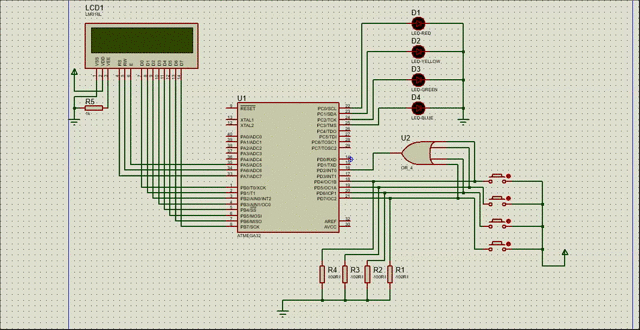 LCD1
LM016L
VSS VDD VEE RS RW E D0 D1 D2 D3 D4 D5 D6 D7
R5
1k
U1
RESET
XTAL1
XTAL2
PA0/ADC0
PA1/ADC1
PA2/ADC2
PA3/ADC3
PA4/ADC4
PA5/ADC5
PA6/ADC6
PA7/ADC7
PB0/T0/XCK
PB1/T1
PB2/AIN0/INT2
PB3/AIN1/OC0
PB4/SS
PB5/MOSI
PB6/MISO
PB7/SCK
PC0/SCL
PC1/SDA
PC2/TCK
PC3/TMS
PC4/TDO
PC5/TDI
PC6/TOSC1
PC7/TOSC2
PD0/RXD
PD1/TXD
PD2/INT0
PD3/INT1
PD4/OC1B
PD5/OC1A
PD6/ICP1
PD7/OC2
AREF
AVCC
ATMEGA32
D1
LED-RED
D2
LED-YELLOW
D3
LED-GREEN
D4
LED-BLUE
U2
OR_4
R4 R3 R2 R1